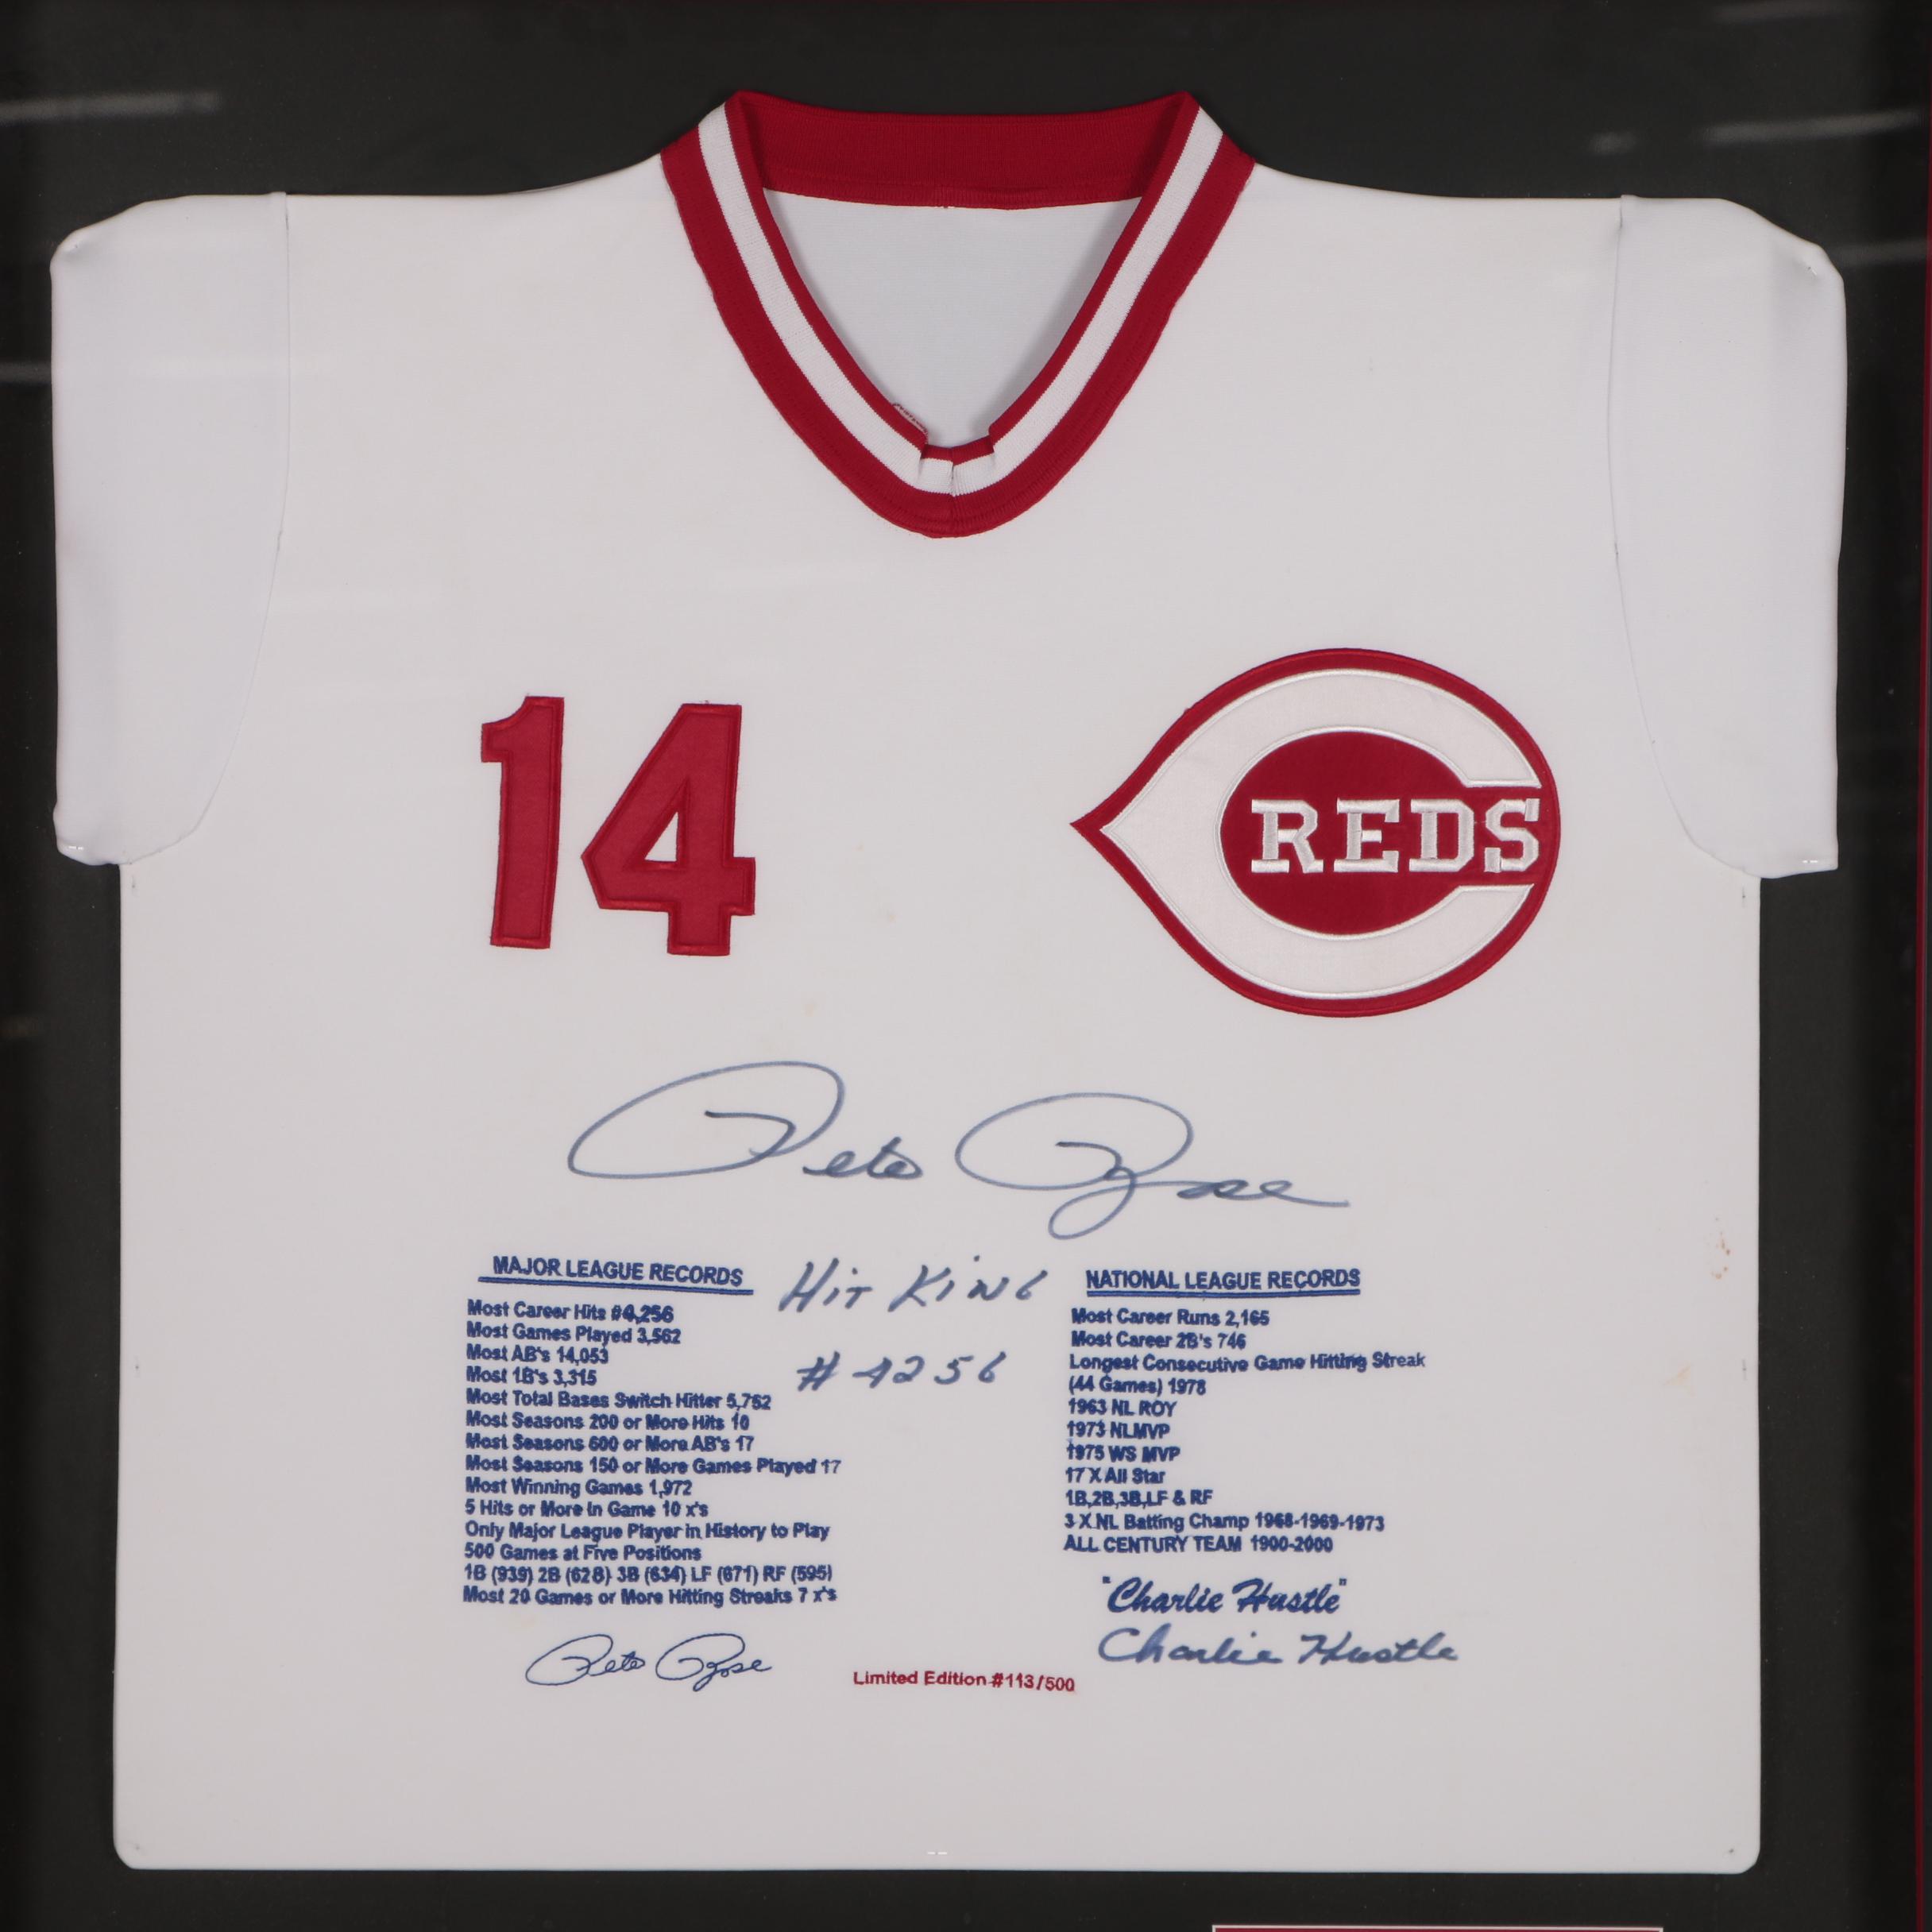 14
REDS
Pete Rose
MAJOR LEAGUE RECORDS
Most Career Hits #4,256
Most Games Played 3,562
Most AB's 14,053
Most 1B's 3,315
Most Total Bases Switch Hitter 5,752
Most Seasons 200 or More Hits 10
Most Seasons 600 or More AB's 17
Most Seasons 150 or More Games Played 17
Most Winning Games 1,972
5 Hits or More In Game 10 x's
Only Major League Player in History to Play
500 Games at Five Positions
1B (939) 2B (628) 3B (634) LF (671) RF (595)
Most 20 Games or More Hitting Streaks 7 x's
Pete Rose
Hit King
# 4256
NATIONAL LEAGUE RECORDS
Most Career Runs 2,165
Most Career 2B's 746
Longest Consecutive Game Hitting Streak
(44 Games) 1978
1963 NL ROY
1973 NLMVP
1975 WS MVP
17 X All Star
1B,2B,3B,LF & RF
3 X NL Batting Champ 1968-1969-1973
ALL CENTURY TEAM 1900-2000
"Charlie Hustle"
Charlie Hustle
Limited Edition #113/500